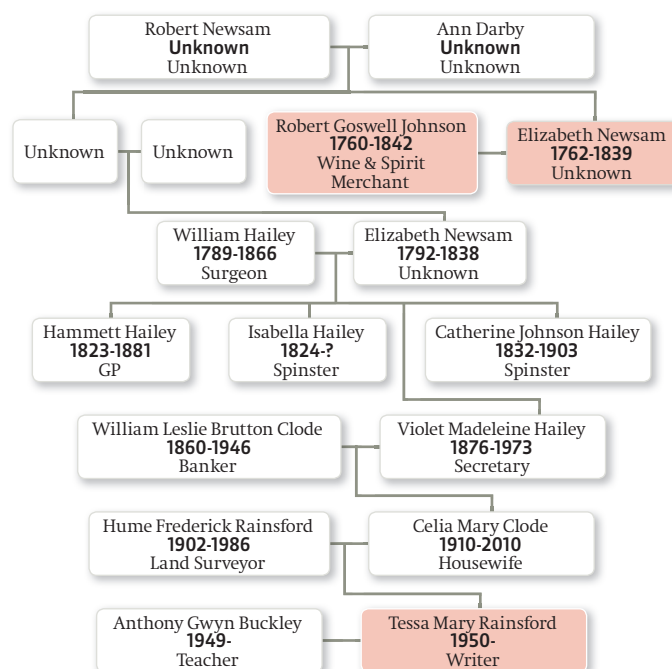 Robert Newsam
Unknown
Unknown
Ann Darby
Unknown
Unknown
Unknown
Unknown
Robert Goswell Johnson
1760-1842
Wine & Spirit
Merchant
Elizabeth Newsam
1762-1839
Unknown
William Hailey
1789-1866
Surgeon
Elizabeth Newsam
1792-1838
Unknown
Hammett Hailey
1823-1881
GP
Isabella Hailey
1824-?
Spinster
Catherine Johnson Hailey
1832-1903
Spinster
William Leslie Brutton Clode
1860-1946
Banker
Violet Madeleine Hailey
1876-1973
Secretary
Hume Frederick Rainsford
1902-1986
Land Surveyor
Celia Mary Clode
1910-2010
Housewife
Anthony Gwyn Buckley
1949-
Teacher
Tessa Mary Rainsford
1950-
Writer